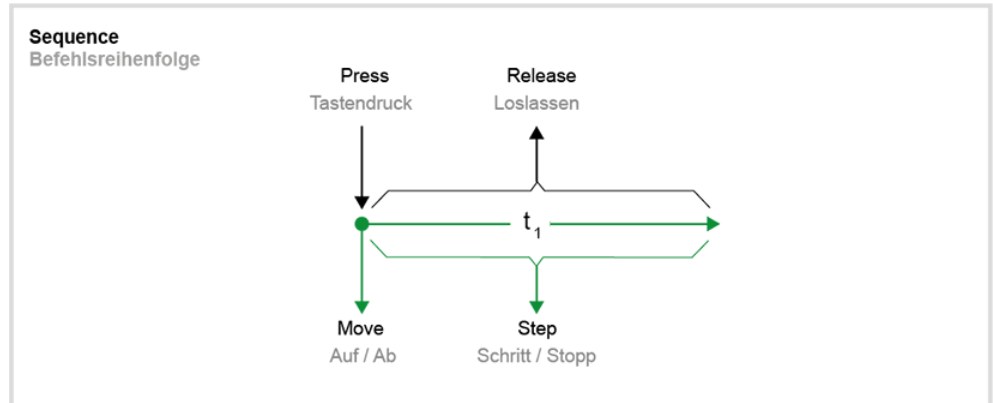 Sequence
Befehlsreihenfolge
Press
Tastendruck
Release
Loslassen
t1
Move
Auf / Ab
Step
Schritt / Stopp